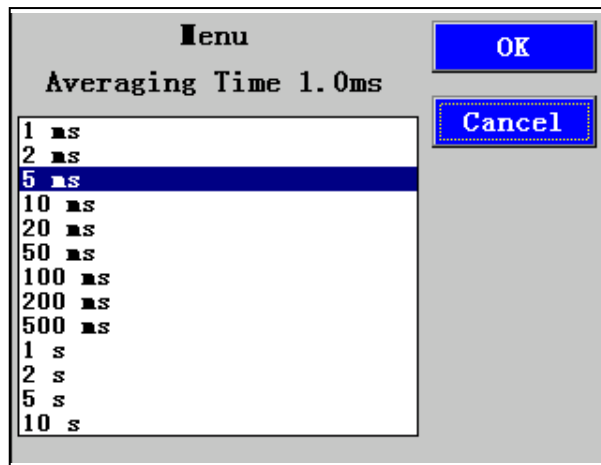 Menu
Averaging Time 1.0ms
OK
Cancel
1 ms
2 ms
5 ms
10 ms
20 ms
50 ms
100 ms
200 ms
500 ms
1 s
2 s
5 s
10 s